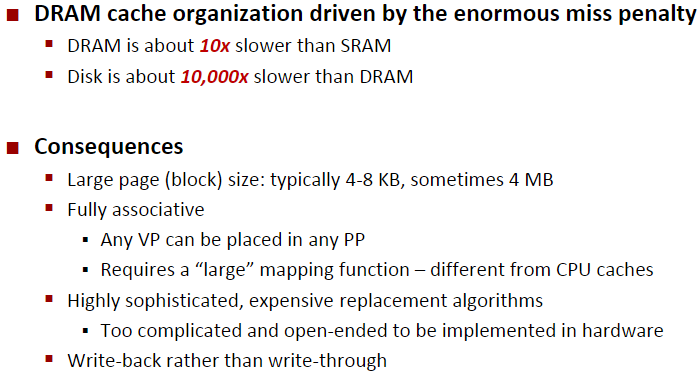 DRAM cache organization driven by the enormous miss penalty
DRAM is about 10x slower than SRAM
Disk is about 10,000x slower than DRAM
Consequences
Large page (block) size: typically 4-8 KB, sometimes 4 MB
Fully associative
Any VP can be placed in any PP
Requires a “large” mapping function – different from CPU caches
Highly sophisticated, expensive replacement algorithms
Too complicated and open-ended to be implemented in hardware
Write-back rather than write-through